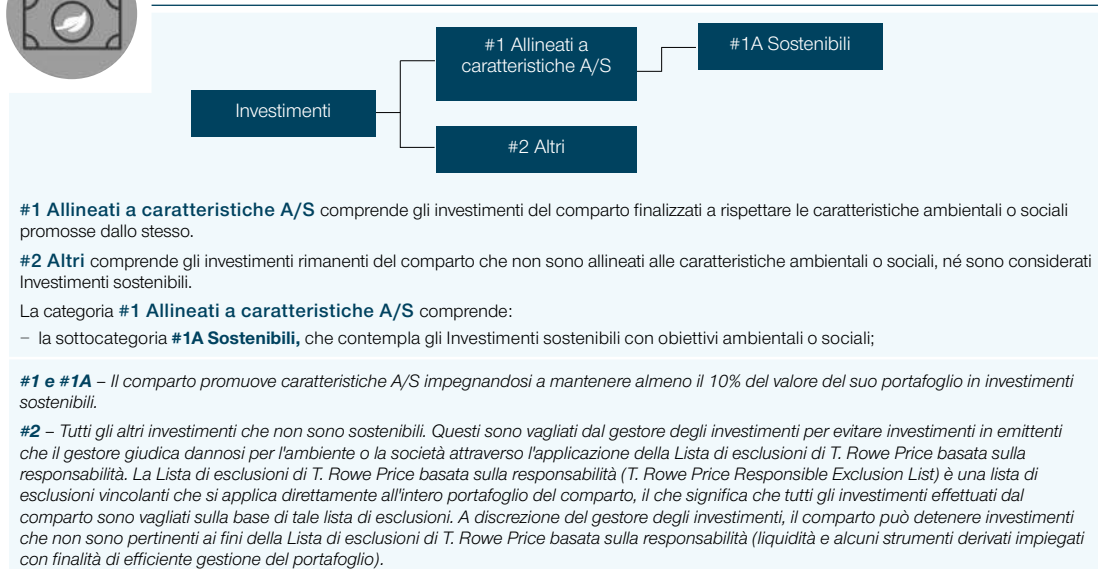 Investimenti
#1 Allineati a
caratteristiche A/S
#1A Sostenibili
#2 Altri
#1 Allineati a caratteristiche A/S comprende gli investimenti del comparto finalizzati a rispettare le caratteristiche ambientali o sociali
promosse dallo stesso.
#2 Altri comprende gli investimenti rimanenti del comparto che non sono allineati alle caratteristiche ambientali o sociali, né sono considerati
Investimenti sostenibili.
La categoria #1 Allineati a caratteristiche A/S comprende:
– la sottocategoria #1A Sostenibili, che contempla gli Investimenti sostenibili con obiettivi ambientali o sociali;
#1 e #1A – Il comparto promuove caratteristiche A/S impegnandosi a mantenere almeno il 10% del valore del suo portafoglio in investimenti
sostenibili.
#2 – Tutti gli altri investimenti che non sono sostenibili. Questi sono vagliati dal gestore degli investimenti per evitare investimenti in emittenti
che il gestore giudica dannosi per l'ambiente o la società attraverso l'applicazione della Lista di esclusioni di T. Rowe Price basata sulla
responsabilità. La Lista di esclusioni di T. Rowe Price basata sulla responsabilità (T. Rowe Price Responsible Exclusion List) è una lista di
esclusioni vincolanti che si applica direttamente all'intero portafoglio del comparto, il che significa che tutti gli investimenti effettuati dal
comparto sono vagliati sulla base di tale lista di esclusioni. A discrezione del gestore degli investimenti, il comparto può detenere investimenti
che non sono pertinenti ai fini della Lista di esclusioni di T. Rowe Price basata sulla responsabilità (liquidità e alcuni strumenti derivati impiegati
con finalità di efficiente gestione del portafoglio).